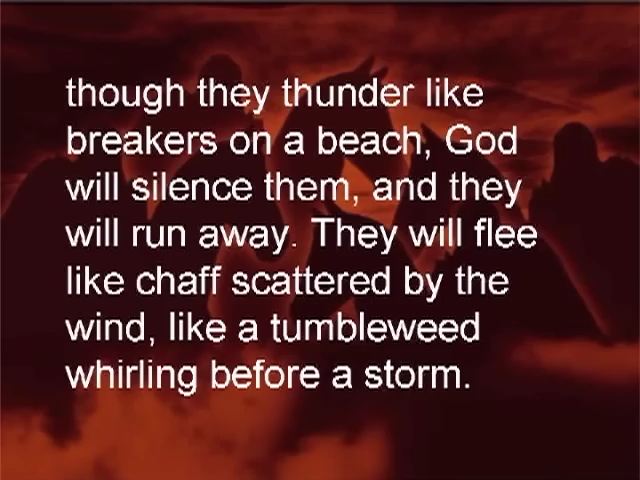 though they thunder like
breakers on a beach, God
will silence them, and they
will run away. They will flee
like chaff scattered by the
wind, like a tumbleweed
whirling before a storm.